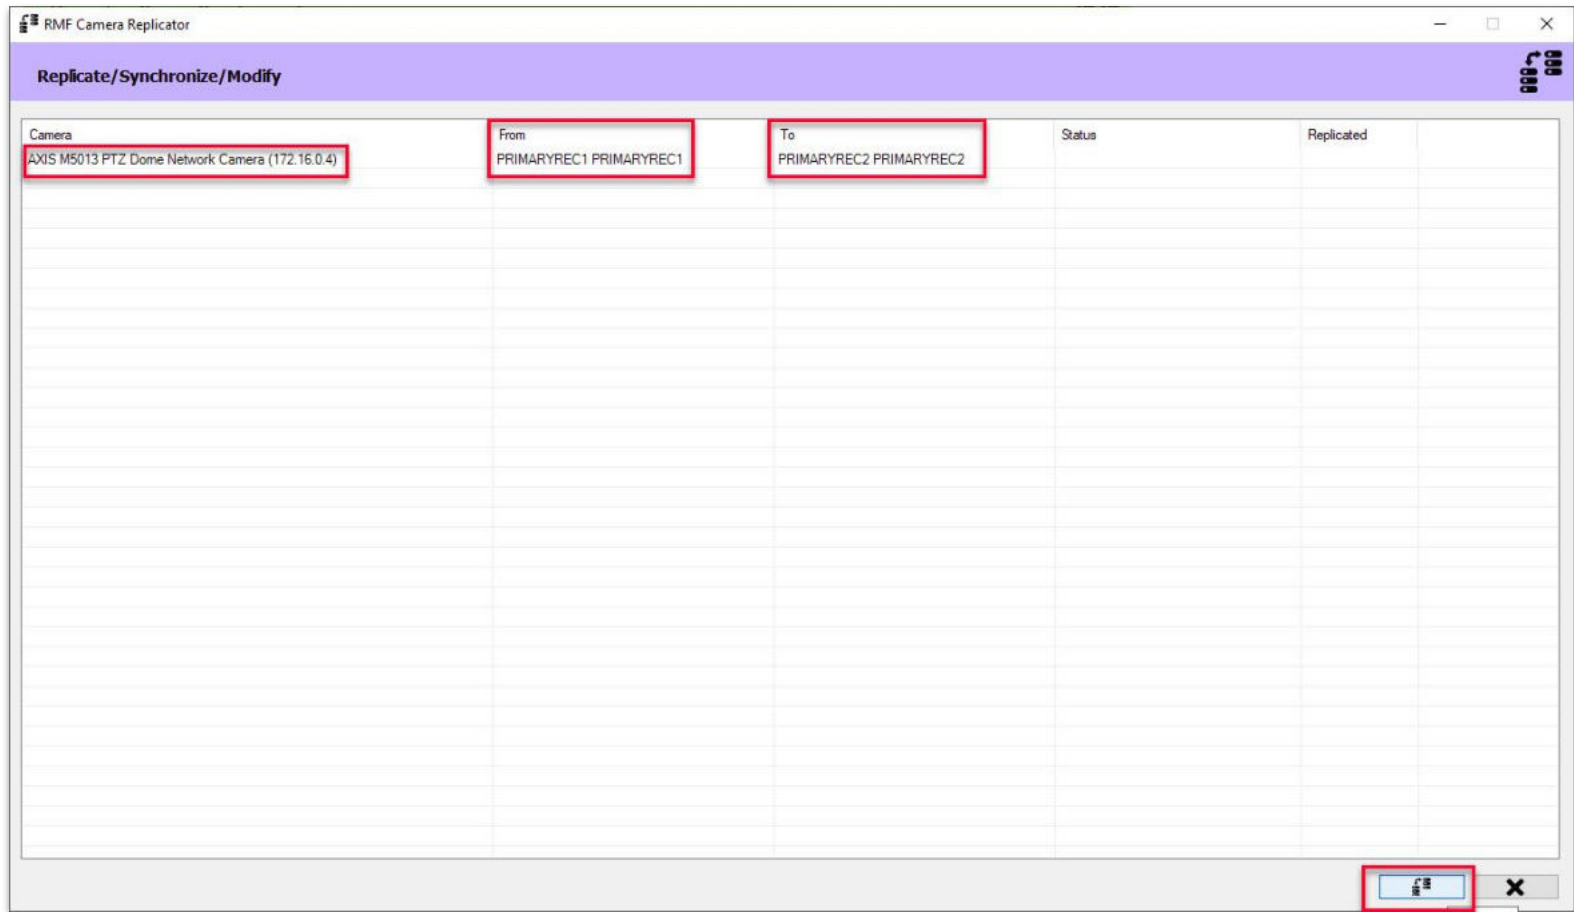 RMF Camera Replicator
Replicate/Synchronize/Modify
Camera From To Status Replicated
AXIS M5013 PTZ Dome Network Camera (172.16.0.4) PRIMARYREC1 PRIMARYREC1 PRIMARYREC2 PRIMARYREC2